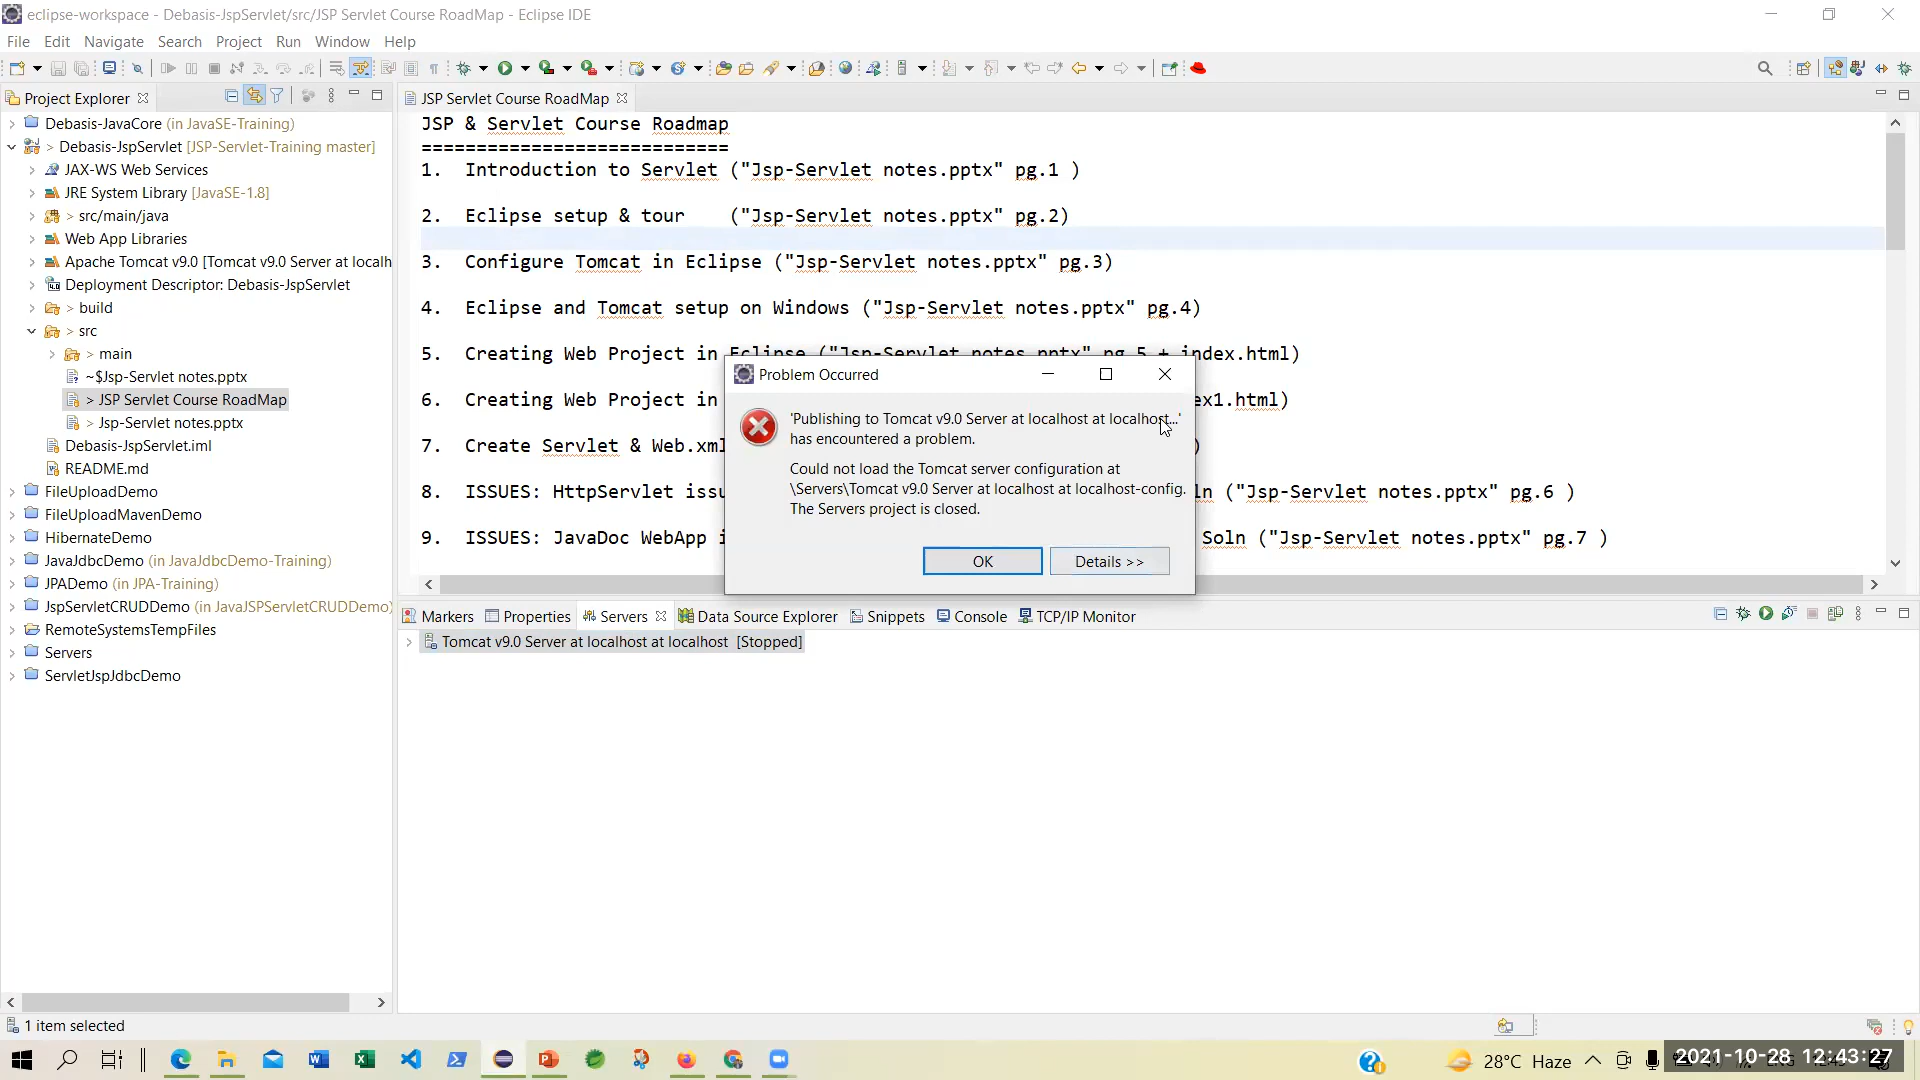 eclipse-workspace - Debasis-JspServlet/src/JSP Servlet Course RoadMap - Eclipse IDE
File Edit Navigate Search Project Run Window Help
Project Explorer
Debasis-JavaCore (in JavaSE-Training)
> Debasis-JspServlet [JSP-Servlet-Training master]
JAX-WS Web Services
JRE System Library [JavaSE-1.8]
> src/main/java
Web App Libraries
Apache Tomcat v9.0 [Tomcat v9.0 Server at localh
Deployment Descriptor: Debasis-JspServlet
> build
> src
> main
~$Jsp-Servlet notes.pptx
> JSP Servlet Course RoadMap
> Jsp-Servlet notes.pptx
Debasis-JspServlet.iml
README.md
FileUploadDemo
FileUploadMavenDemo
HibernateDemo
JavaJdbcDemo (in JavaJdbcDemo-Training)
JPADemo (in JPA-Training)
JspServletCRUDDemo (in JavaJSPServletCRUDDemo)
RemoteSystemsTempFiles
Servers
ServletJspJdbcDemo
JSP Servlet Course RoadMap
JSP & Servlet Course Roadmap
============================
1. Introduction to Servlet ("Jsp-Servlet notes.pptx" pg.1 )
2. Eclipse setup & tour ("Jsp-Servlet notes.pptx" pg.2)
3. Configure Tomcat in Eclipse ("Jsp-Servlet notes.pptx" pg.3)
4. Eclipse and Tomcat setup on Windows ("Jsp-Servlet notes.pptx" pg.4)
5. Creating Web Project in Eclipse ("Jsp-Servlet notes.pptx" pg.5 + index.html)
6. Creating Web Project in ex1.html)
7. Create Servlet & Web.xml )
8. ISSUES: HttpServlet issu ln ("Jsp-Servlet notes.pptx" pg.6 )
9. ISSUES: JavaDoc WebApp i Soln ("Jsp-Servlet notes.pptx" pg.7 )
Problem Occurred
'Publishing to Tomcat v9.0 Server at localhost at localhost...'
has encountered a problem.
Could not load the Tomcat server configuration at
\Servers\Tomcat v9.0 Server at localhost at localhost-config.
The Servers project is closed.
OK Details >>
Markers Properties Servers Data Source Explorer Snippets Console TCP/IP Monitor
Tomcat v9.0 Server at localhost at localhost [Stopped]
1 item selected
28°C Haze
2021-10-28 12:43:27